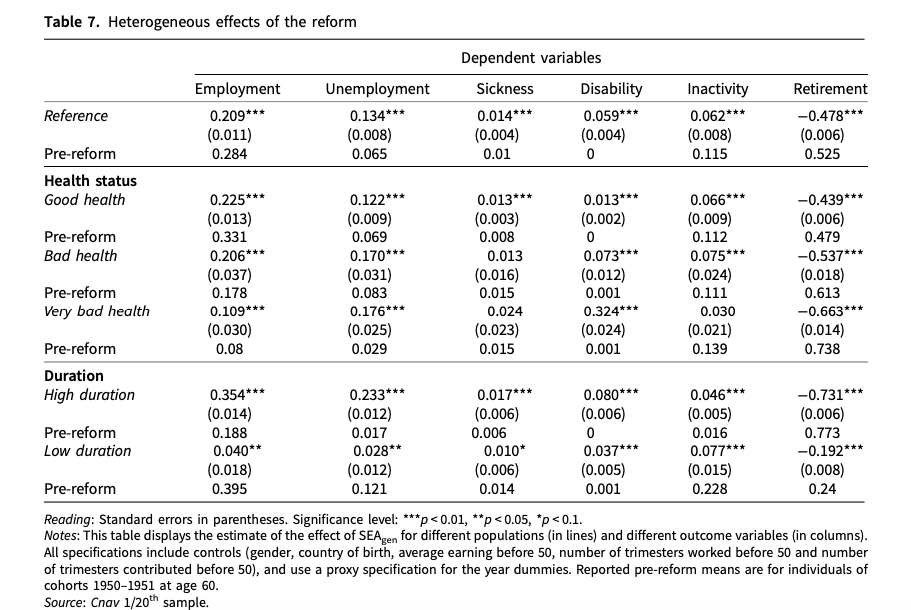 Table 7. Heterogeneous effects of the reform
Dependent variables
Employment Unemployment Sickness Disability Inactivity Retirement
Reference 0.209*** 0.134*** 0.014*** 0.059*** 0.062*** −0.478***
(0.011) (0.008) (0.004) (0.004) (0.008) (0.006)
Pre-reform 0.284 0.065 0.01 0 0.115 0.525
Health status
Good health 0.225*** 0.122*** 0.013*** 0.013*** 0.066*** −0.439***
(0.013) (0.009) (0.003) (0.002) (0.009) (0.006)
Pre-reform 0.331 0.069 0.008 0 0.112 0.479
Bad health 0.206*** 0.170*** 0.013 0.073*** 0.075*** −0.537***
(0.037) (0.031) (0.016) (0.012) (0.024) (0.018)
Pre-reform 0.178 0.083 0.015 0.001 0.111 0.613
Very bad health 0.109*** 0.176*** 0.024 0.324*** 0.030 −0.663***
(0.030) (0.025) (0.023) (0.024) (0.021) (0.014)
Pre-reform 0.08 0.029 0.015 0.001 0.139 0.738
Duration
High duration 0.354*** 0.233*** 0.017*** 0.080*** 0.046*** −0.731***
(0.014) (0.012) (0.006) (0.006) (0.005) (0.006)
Pre-reform 0.188 0.017 0.006 0 0.016 0.773
Low duration 0.040** 0.028** 0.010* 0.037*** 0.077*** −0.192***
(0.018) (0.012) (0.006) (0.005) (0.015) (0.008)
Pre-reform 0.395 0.121 0.014 0.001 0.228 0.24
Reading: Standard errors in parentheses. Significance level: ***p < 0.01, **p < 0.05, *p < 0.1.
Notes: This table displays the estimate of the effect of SEAgen for different populations (in lines) and different outcome variables (in columns).
All specifications include controls (gender, country of birth, average earning before 50, number of trimesters worked before 50 and number
of trimesters contributed before 50), and use a proxy specification for the year dummies. Reported pre-reform means are for individuals of
cohorts 1950–1951 at age 60.
Source: Cnav 1/20th sample.